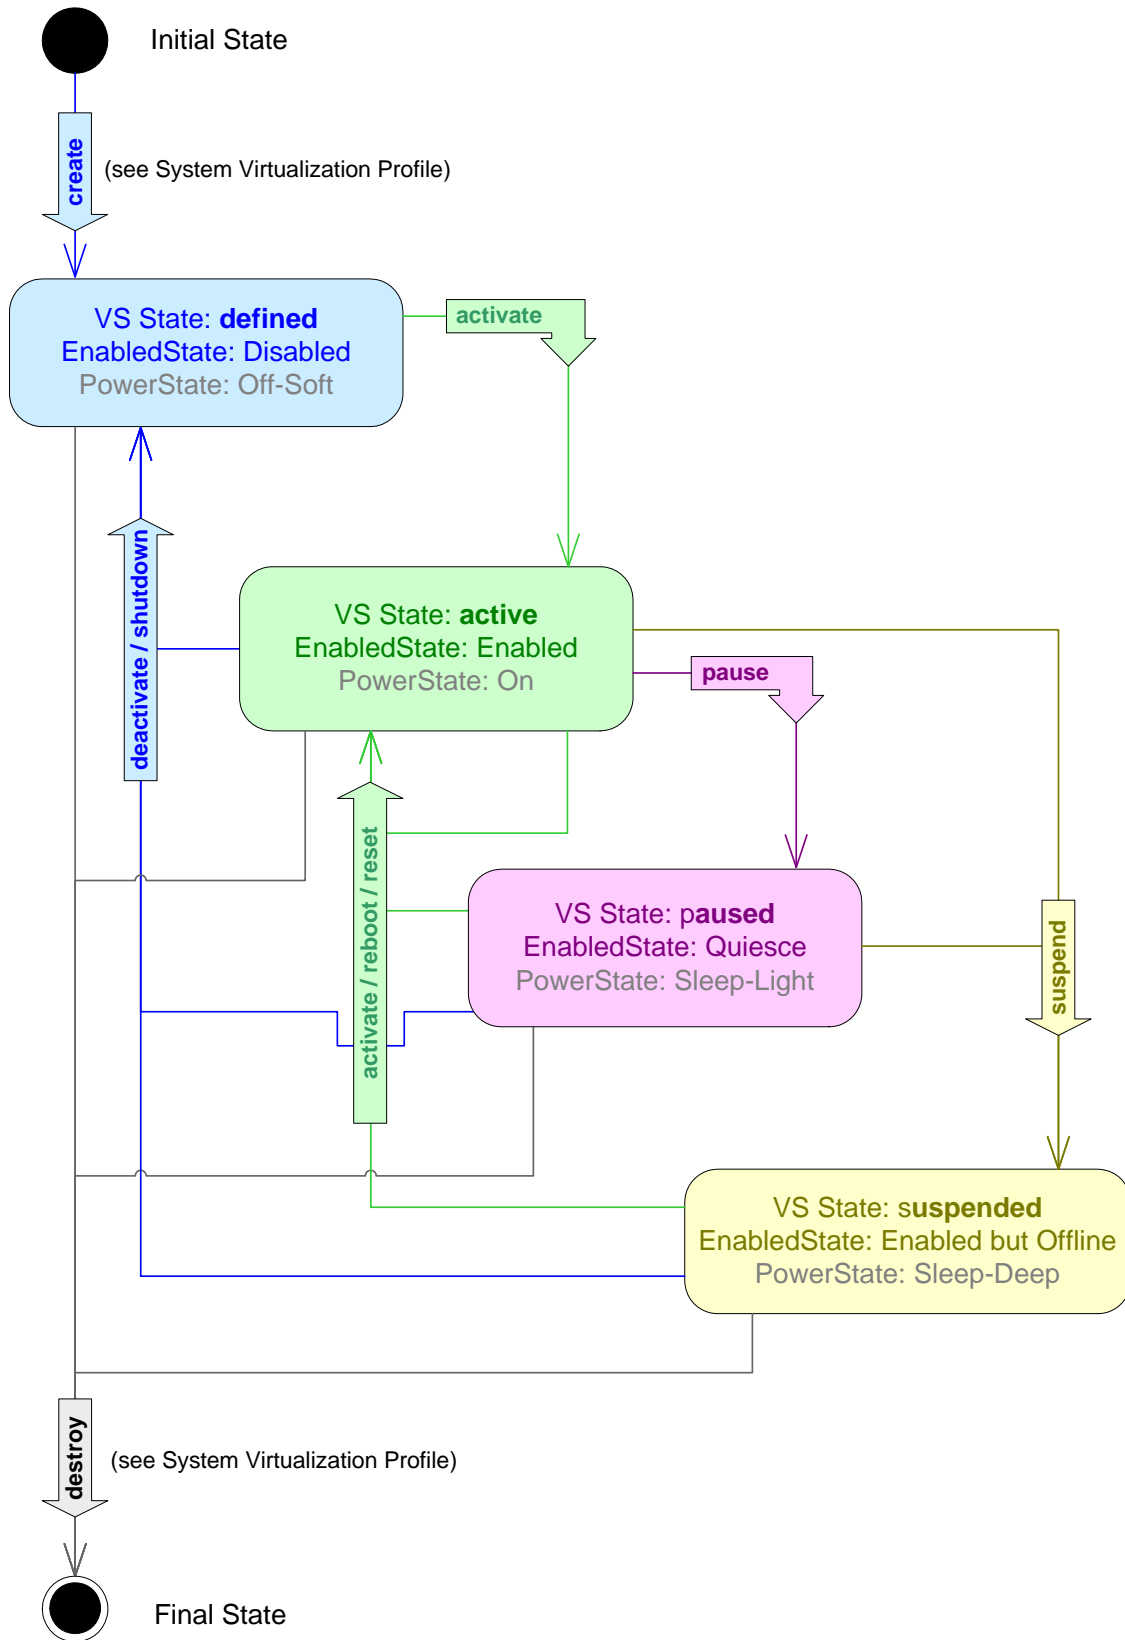 Initial State
create
(see System Virtualization Profile)
VS State: defined
EnabledState: Disabled
PowerState: Off-Soft
activate
deactivate / shutdown
VS State: active
EnabledState: Enabled
PowerState: On
pause
activate / reboot / reset
VS State: paused
EnabledState: Quiesce
PowerState: Sleep-Light
suspend
VS State: suspended
EnabledState: Enabled but Offline
PowerState: Sleep-Deep
destroy
(see System Virtualization Profile)
Final State